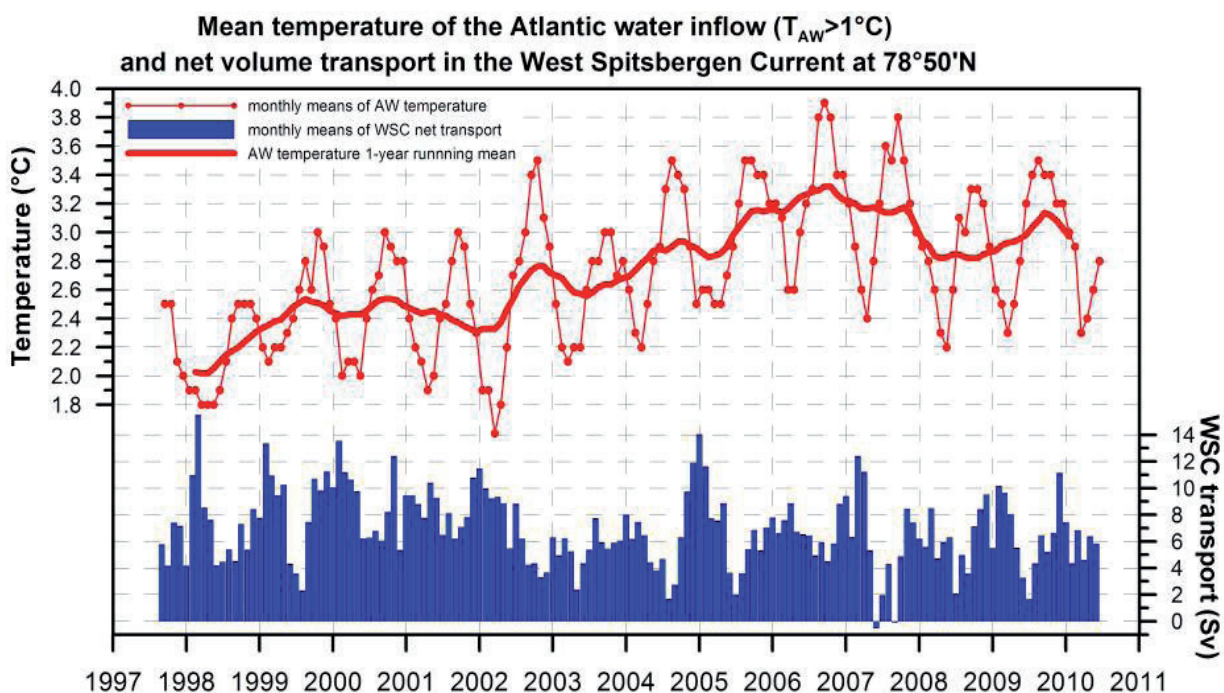 Mean temperature of the Atlantic water inflow (TAW>1°C)
and net volume transport in the West Spitsbergen Current at 78°50'N
Temperature (°C)
4.0
3.8
3.6
3.4
3.2
3.0
2.8
2.6
2.4
2.2
2.0
1.8
monthly means of AW temperature
monthly means of WSC net transport
AW temperature 1-year runnning mean
14
12
10
8
6
4
2
0
WSC transport (Sv)
1997 1998 1999 2000 2001 2002 2003 2004 2005 2006 2007 2008 2009 2010 2011